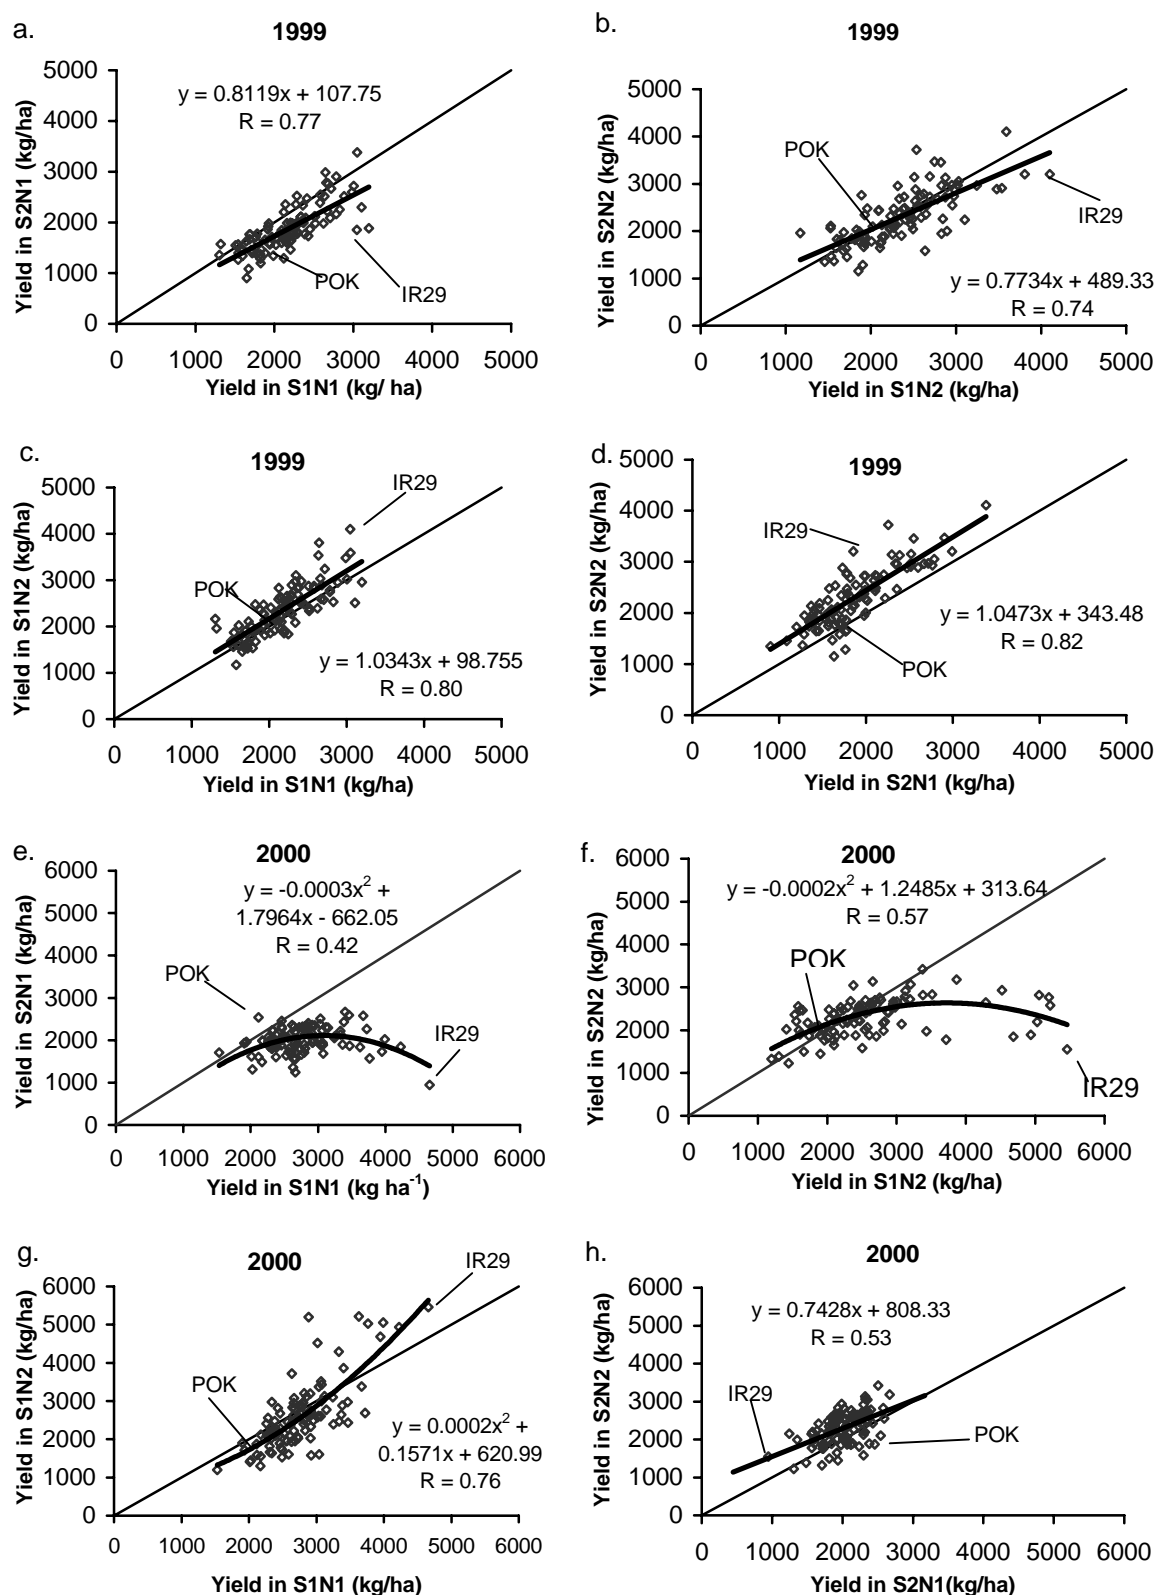 a.
1999
Yield in S2N1 (kg/ha)
5000
4000
3000
2000
1000
0
y = 0.8119x + 107.75
R = 0.77
POK
IR29
0 1000 2000 3000 4000 5000
Yield in S1N1 (kg/ ha)
b.
1999
Yield in S2N2 (kg/ha)
5000
4000
3000
2000
1000
0
POK
IR29
y = 0.7734x + 489.33
R = 0.74
0 1000 2000 3000 4000 5000
Yield in S1N2 (kg/ha)
c.
1999
Yield in S1N2 (kg/ha)
5000
4000
3000
2000
1000
0
IR29
POK
y = 1.0343x + 98.755
R = 0.80
0 1000 2000 3000 4000 5000
Yield in S1N1 (kg/ha)
d.
1999
Yield in S2N2 (kg/ha)
5000
4000
3000
2000
1000
0
IR29
y = 1.0473x + 343.48
R = 0.82
POK
0 1000 2000 3000 4000 5000
Yield in S2N1 (kg/ha)
e.
2000
Yield in S2N1 (kg/ha)
6000
5000
4000
3000
2000
1000
0
y = -0.0003x² +
1.7964x - 662.05
R = 0.42
POK
IR29
0 1000 2000 3000 4000 5000 6000
Yield in S1N1 (kg ha⁻¹)
f.
2000
Yield in S2N2 (kg/ha)
6000
5000
4000
3000
2000
1000
0
y = -0.0002x² + 1.2485x + 313.64
R = 0.57
POK
IR29
0 1000 2000 3000 4000 5000 6000
Yield in S1N2 (kg/ha)
g.
2000
Yield in S1N2 (kg/ha)
6000
5000
4000
3000
2000
1000
0
IR29
POK
y = 0.0002x² +
0.1571x + 620.99
R = 0.76
0 1000 2000 3000 4000 5000 6000
Yield in S1N1 (kg/ha)
h.
2000
Yield in S2N2 (kg/ha)
6000
5000
4000
3000
2000
1000
0
y = 0.7428x + 808.33
R = 0.53
IR29
POK
0 1000 2000 3000 4000 5000 6000
Yield in S2N1(kg/ha)